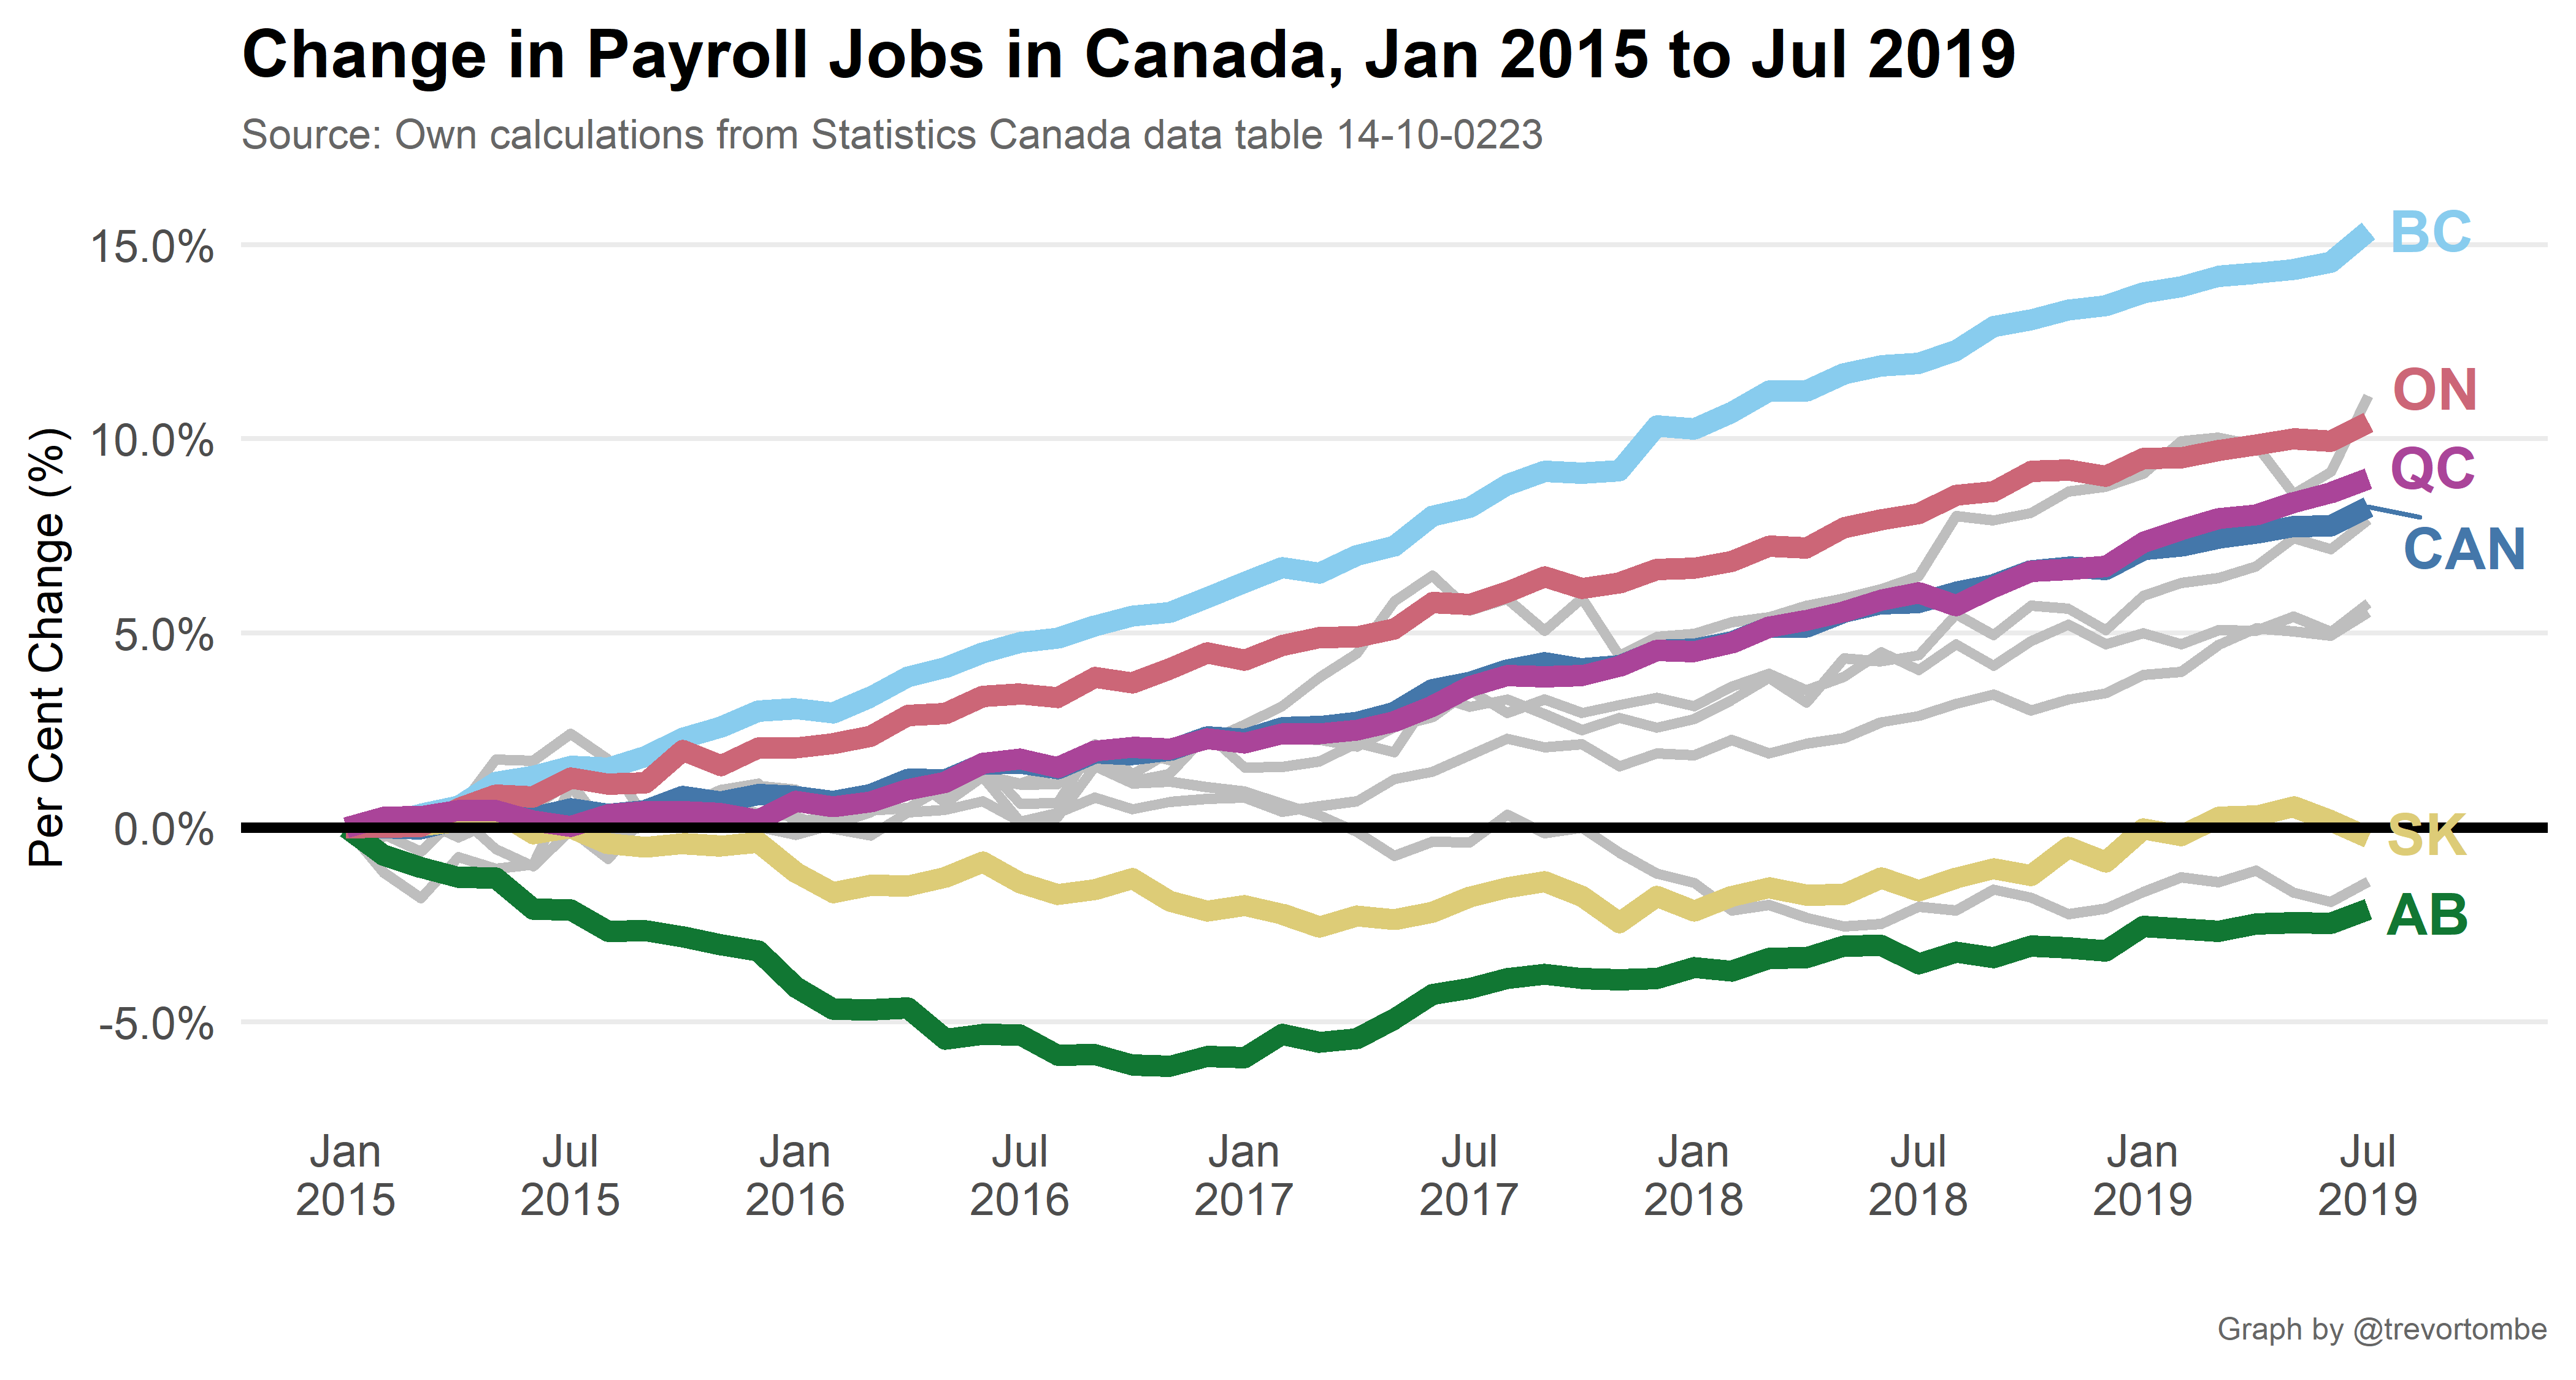 Change in Payroll Jobs in Canada, Jan 2015 to Jul 2019
Source: Own calculations from Statistics Canada data table 14-10-0223
Per Cent Change (%)
15.0%
10.0%
5.0%
0.0%
-5.0%
BC
ON
QC
CAN
SK
AB
Jan Jul Jan Jul Jan Jul Jan Jul Jan Jul
2015 2015 2016 2016 2017 2017 2018 2018 2019 2019
Graph by @trevortombe